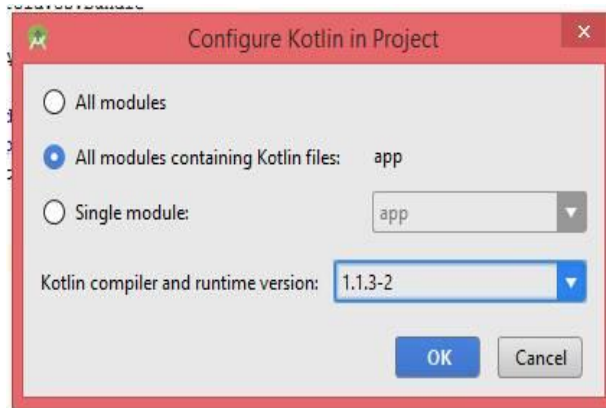 Configure Kotlin in Project
All modules
All modules containing Kotlin files: app
Single module: app
Kotlin compiler and runtime version: 1.1.3-2
OK Cancel